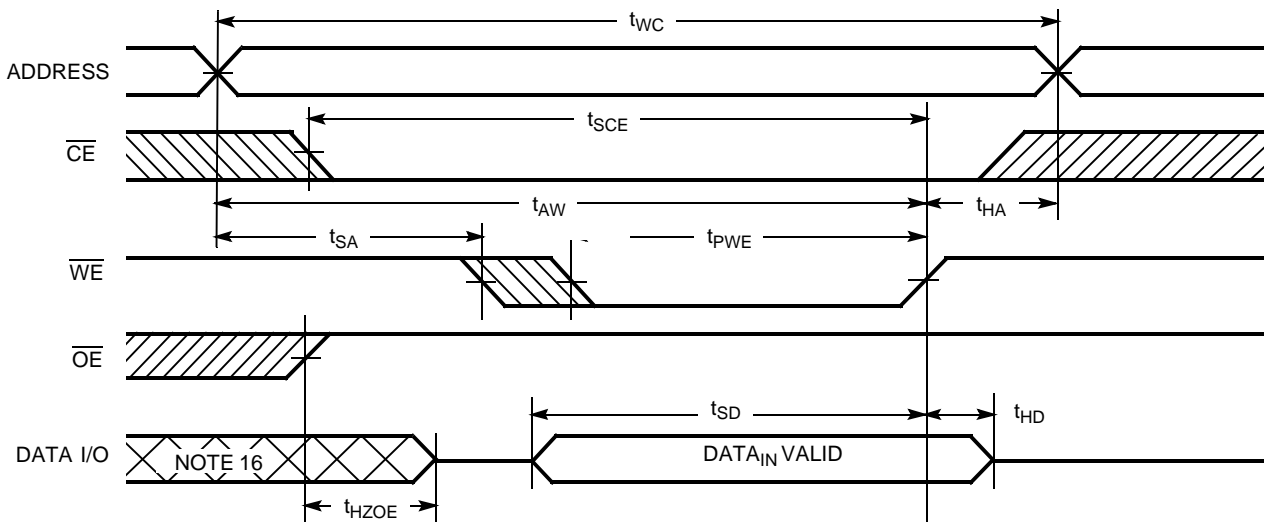 tWC
ADDRESS
tSCE
CE
tAW
tHA
tSA
tPWE
WE
OE
tSD
tHD
DATA I/O
NOTE 16
DATAIN VALID
tHZOE